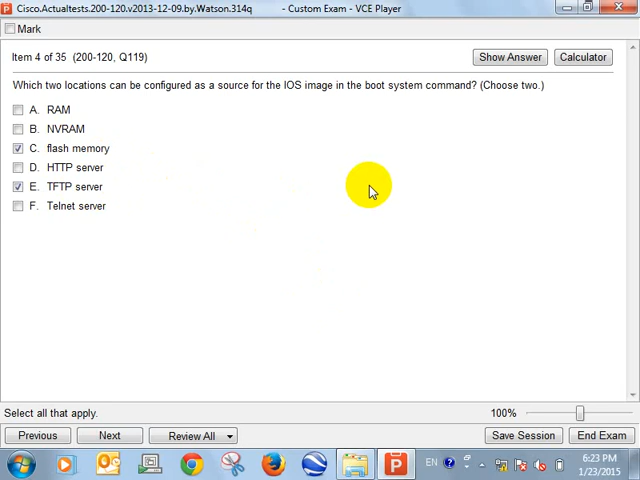 Cisco.Actualtests.200-120.v2013-12-09.by.Watson.314q - Custom Exam - VCE Player
Mark
Item 4 of 35 (200-120, Q119)
Show Answer
Calculator
Which two locations can be configured as a source for the IOS image in the boot system command? (Choose two.)
A. RAM
B. NVRAM
C. flash memory
D. HTTP server
E. TFTP server
F. Telnet server
Select all that apply.
100%
Previous
Next
Review All
Save Session
End Exam
EN
6:23 PM
1/23/2015